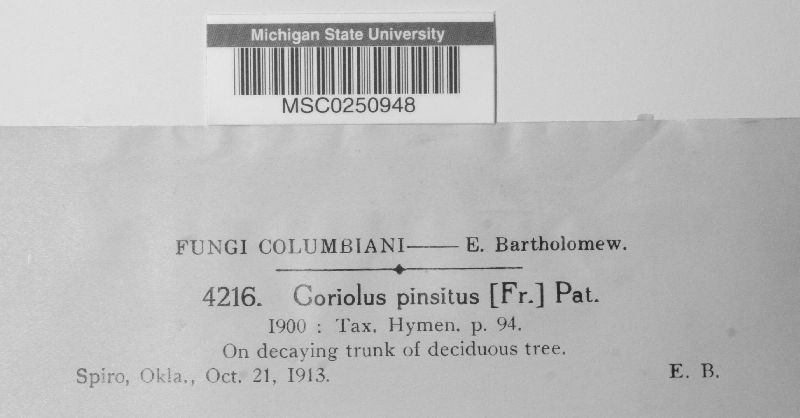 Michigan State University
MSC0250948
FUNGI COLUMBIANI—— E. Bartholomew.
4216. Coriolus pinsitus [Fr.] Pat.
1900 : Tax. Hymen. p. 94.
On decaying trunk of deciduous tree.
Spiro, Okla., Oct. 21, 1913. E. B.